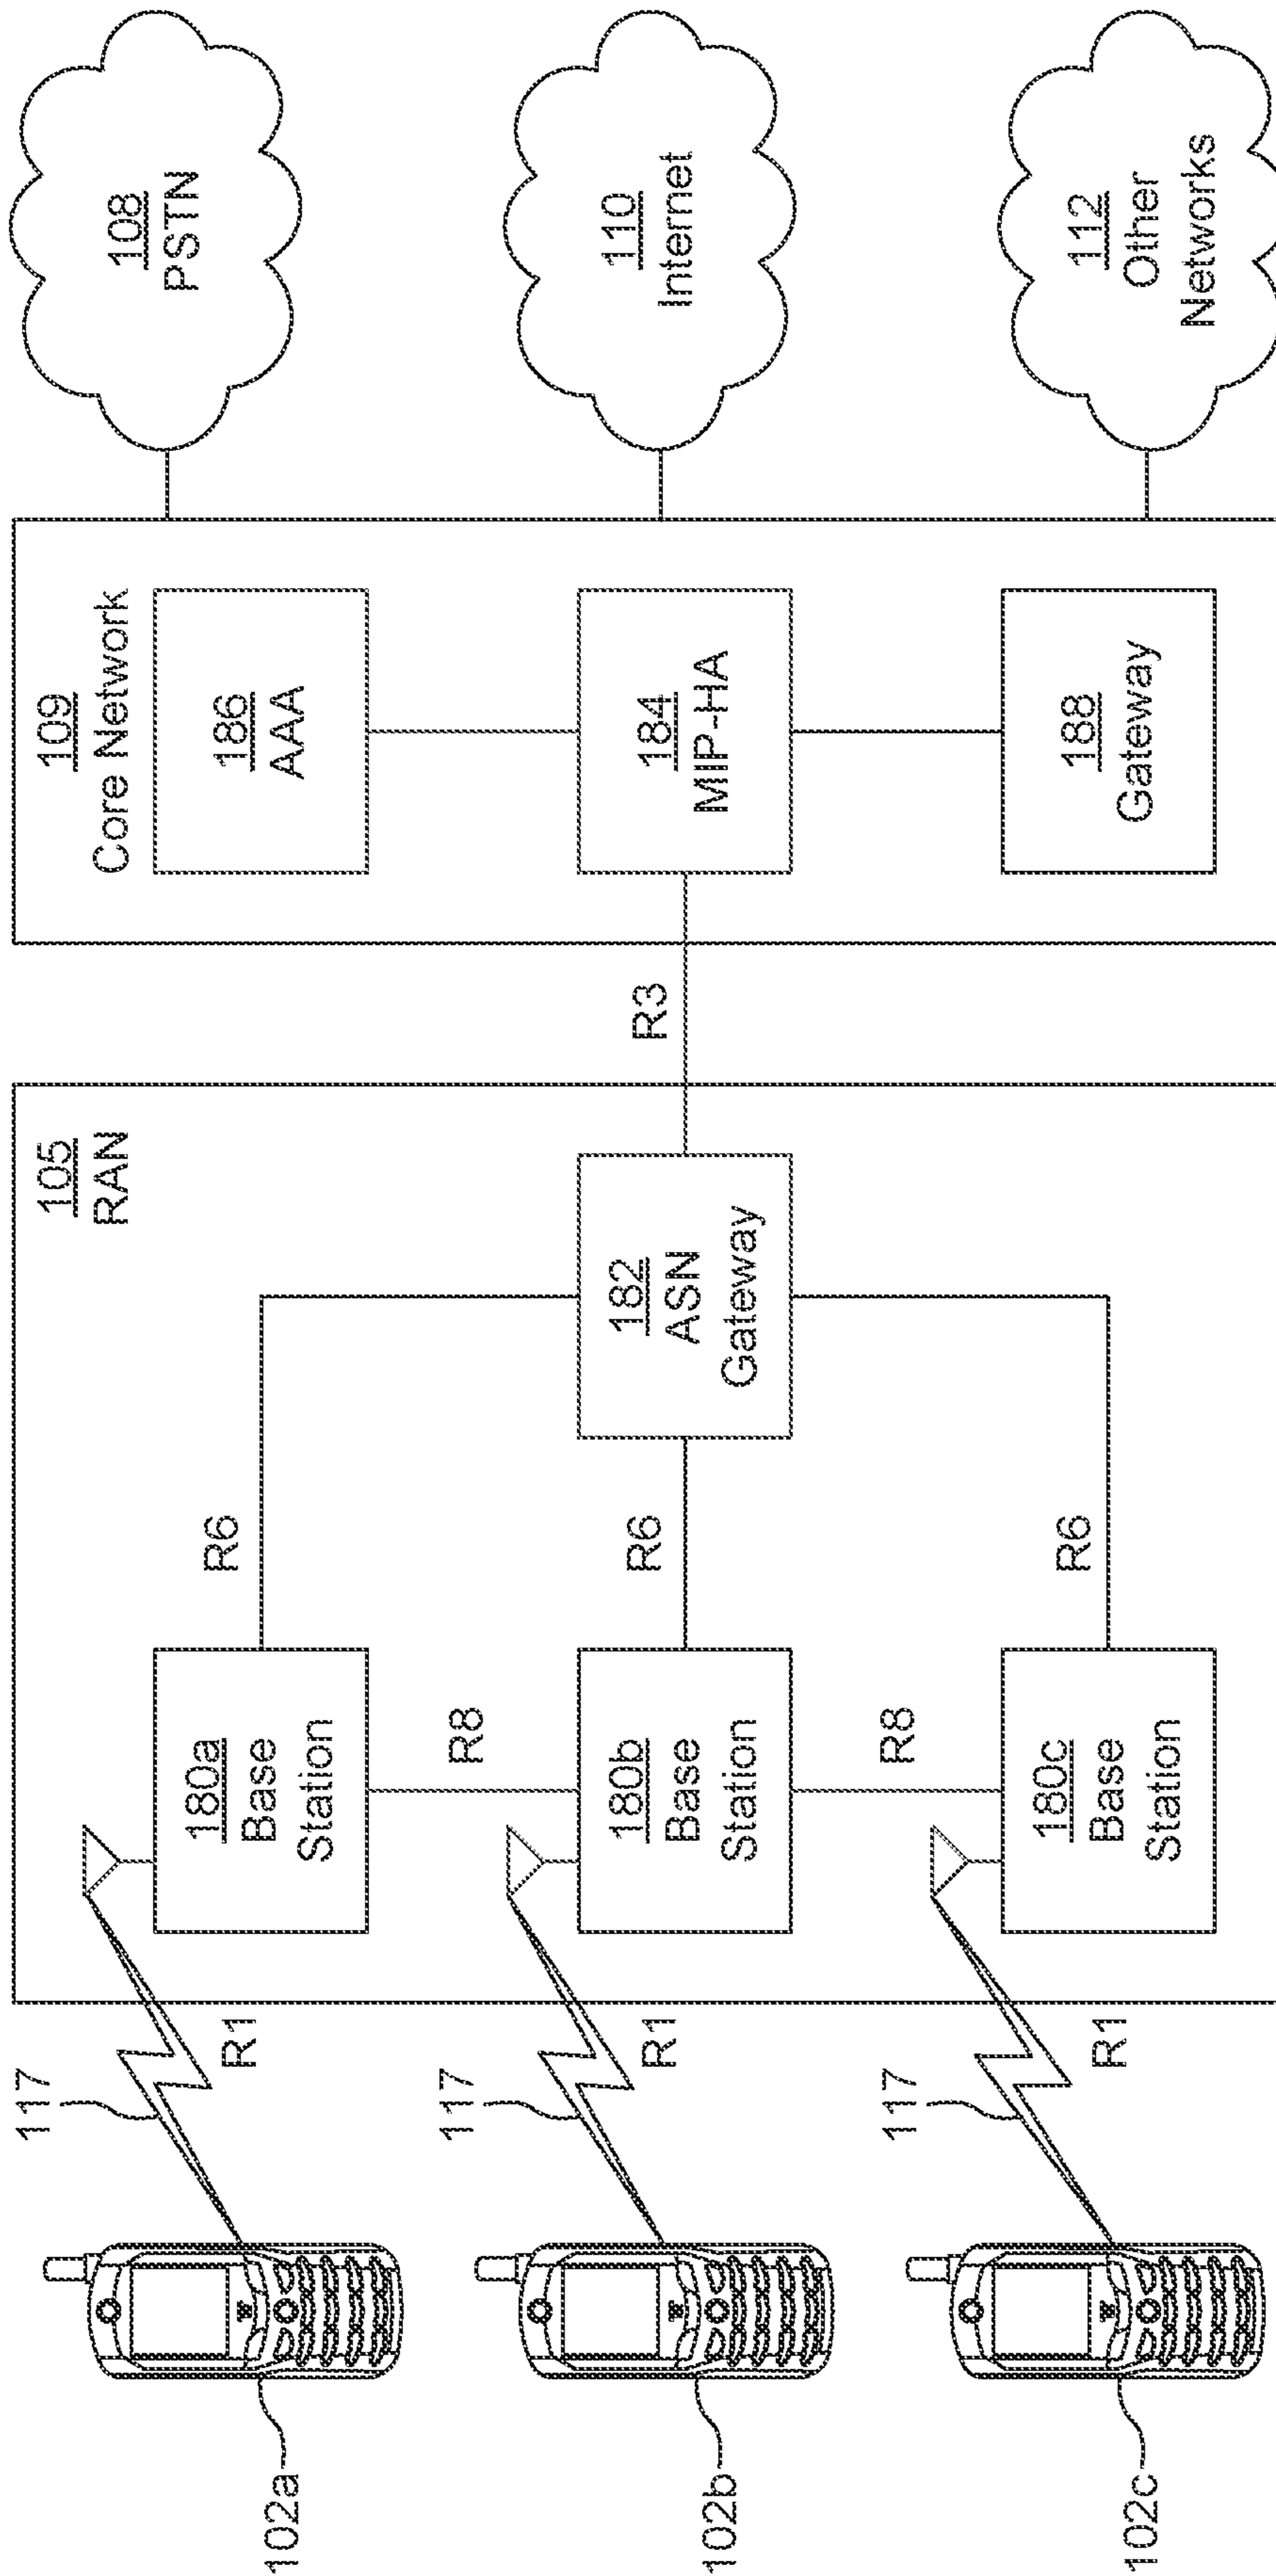 102a
102b
102c
117
117
117
R1
R1
R1
105
RAN
180a
Base
Station
180b
Base
Station
180c
Base
Station
R8
R8
R6
R6
R6
182
ASN
Gateway
R3
109
Core Network
186
AAA
184
MIP-HA
188
Gateway
108
PSTN
110
Internet
112
Other
Networks